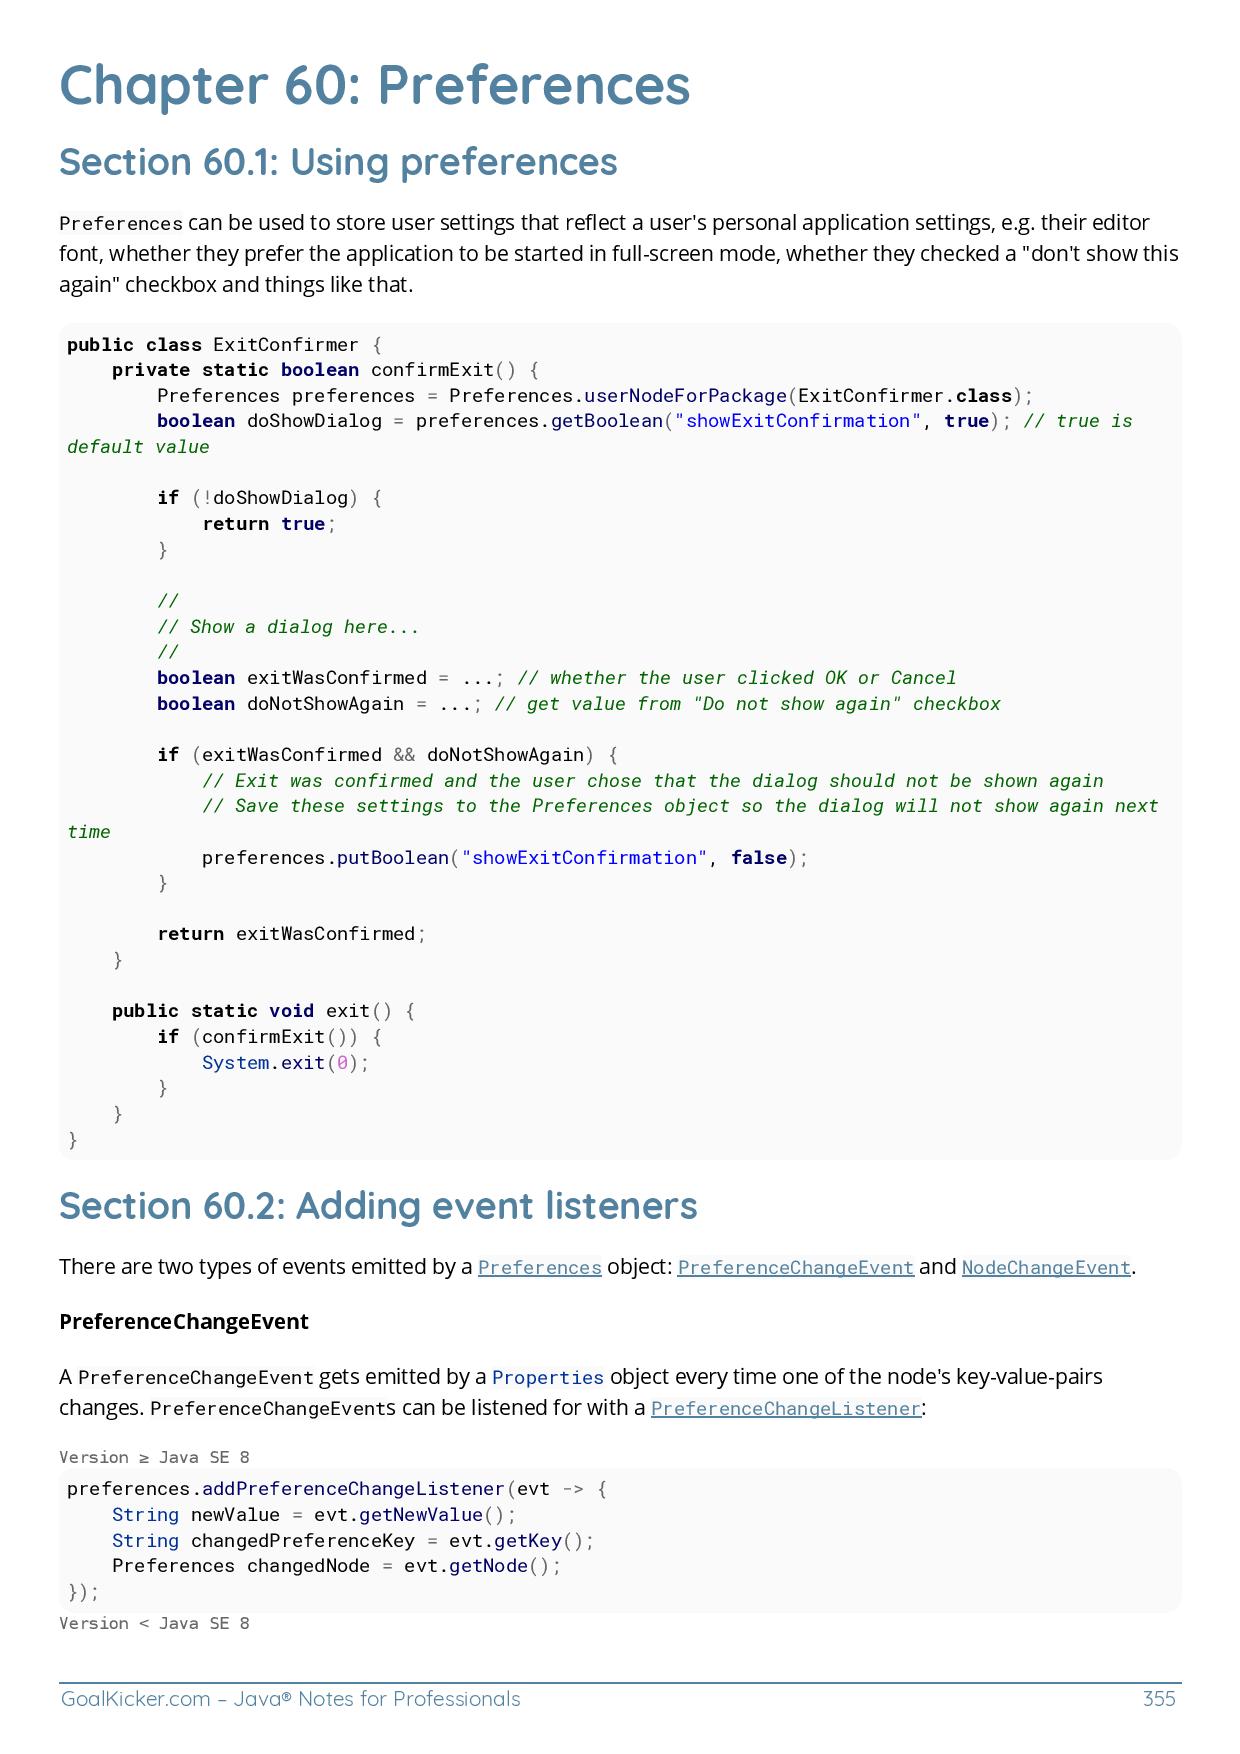 Chapter 60: Preferences
Section 60.1: Using preferences
Preferences can be used to store user settings that reflect a user's personal application settings, e.g. their editor
font, whether they prefer the application to be started in full-screen mode, whether they checked a "don't show this
again" checkbox and things like that.
public class ExitConfirmer {
    private static boolean confirmExit() {
        Preferences preferences = Preferences.userNodeForPackage(ExitConfirmer.class);
        boolean doShowDialog = preferences.getBoolean("showExitConfirmation", true); // true is
default value
        if (!doShowDialog) {
            return true;
        }
        //
        // Show a dialog here...
        //
        boolean exitWasConfirmed = ...; // whether the user clicked OK or Cancel
        boolean doNotShowAgain = ...; // get value from "Do not show again" checkbox
        if (exitWasConfirmed && doNotShowAgain) {
            // Exit was confirmed and the user chose that the dialog should not be shown again
            // Save these settings to the Preferences object so the dialog will not show again next
time
            preferences.putBoolean("showExitConfirmation", false);
        }
        return exitWasConfirmed;
    }
    public static void exit() {
        if (confirmExit()) {
            System.exit(0);
        }
    }
}
Section 60.2: Adding event listeners
There are two types of events emitted by a Preferences object: PreferenceChangeEvent and NodeChangeEvent.
PreferenceChangeEvent
A PreferenceChangeEvent gets emitted by a Properties object every time one of the node's key-value-pairs
changes. PreferenceChangeEvents can be listened for with a PreferenceChangeListener:
Version ≥ Java SE 8
preferences.addPreferenceChangeListener(evt -> {
    String newValue = evt.getNewValue();
    String changedPreferenceKey = evt.getKey();
    Preferences changedNode = evt.getNode();
});
Version < Java SE 8
GoalKicker.com – Java® Notes for Professionals
355